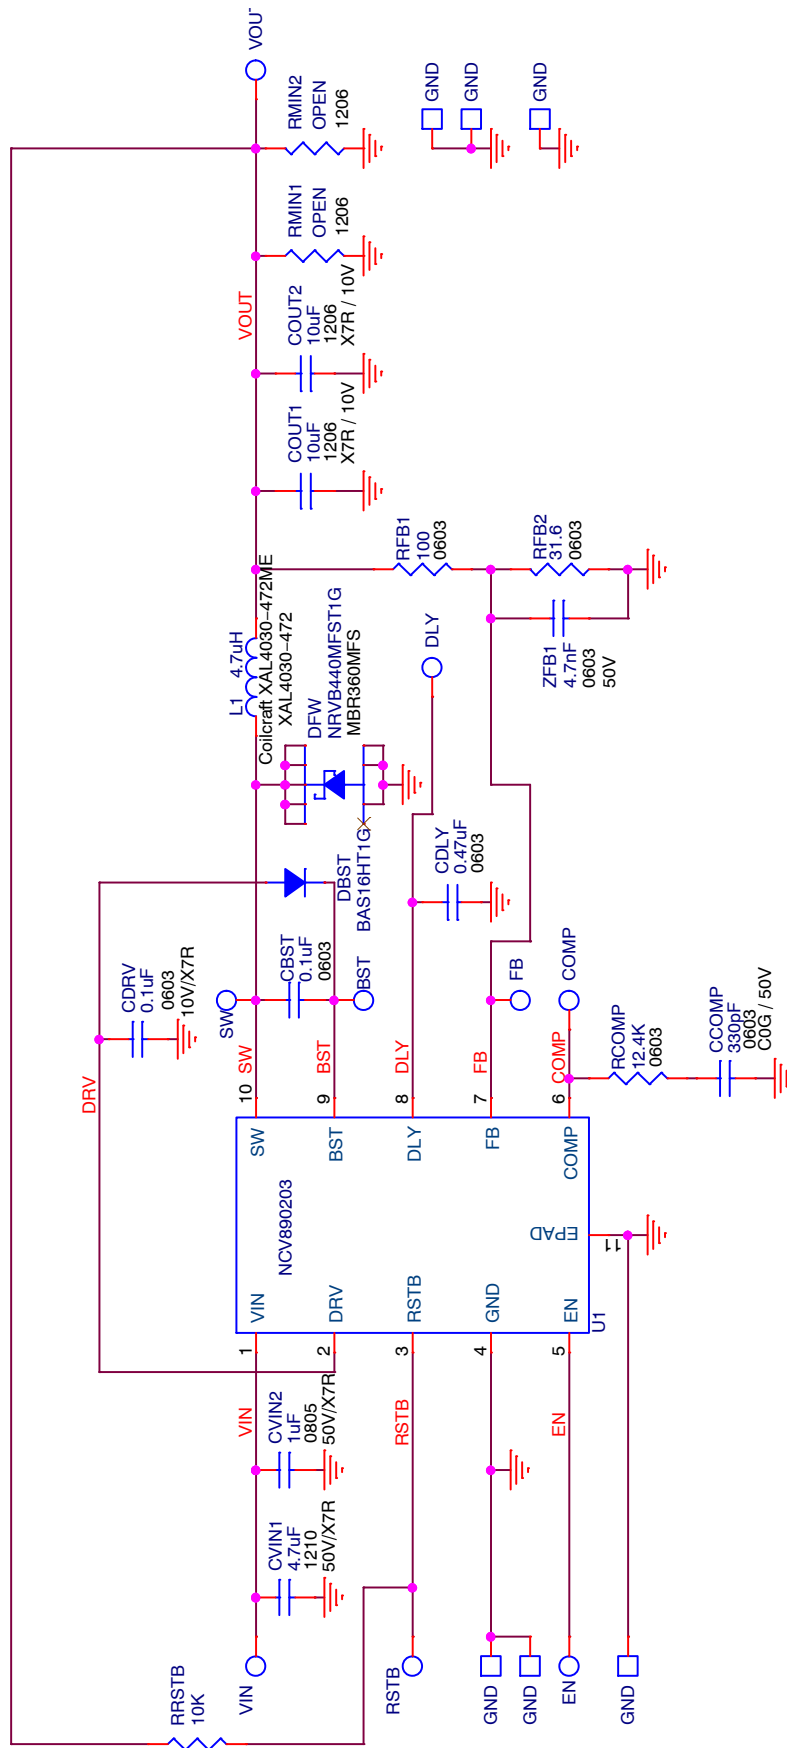 RRSTB
10K
VIN
CVIN1
4.7uF
1210
50V/X7R
VIN
CVIN2
1uF
0805
50V/X7R
1
VIN
2
DRV
DRV
CDRV
0.1uF
0603
10V/X7R
RSTB
RSTB
3
RSTB
GND
GND
4
GND
EN
EN
5
EN
GND
U1
NCV890203
EPAD
11
SW
10
SW
SW
BST
9
BST
BST
CBST
0.1uF
0603
DBST
BAS16HT1G
DLY
8
DLY
CDLY
0.47uF
0603
DLY
FB
7
FB
FB
COMP
6
COMP
COMP
RCOMP
12.4K
0603
CCOMP
330pF
0603
C0G / 50V
DFW
NRVB440MFST1G
MBR360MFS
L1 4.7uH
Coilcraft XAL4030-472ME
XAL4030-472
RFB1
100
0603
RFB2
31.6
0603
ZFB1
4.7nF
0603
50V
COUT1
10uF
1206
X7R / 10V
COUT2
10uF
1206
X7R / 10V
VOUT
RMIN1
OPEN
1206
RMIN2
OPEN
1206
VOU
GND
GND
GND